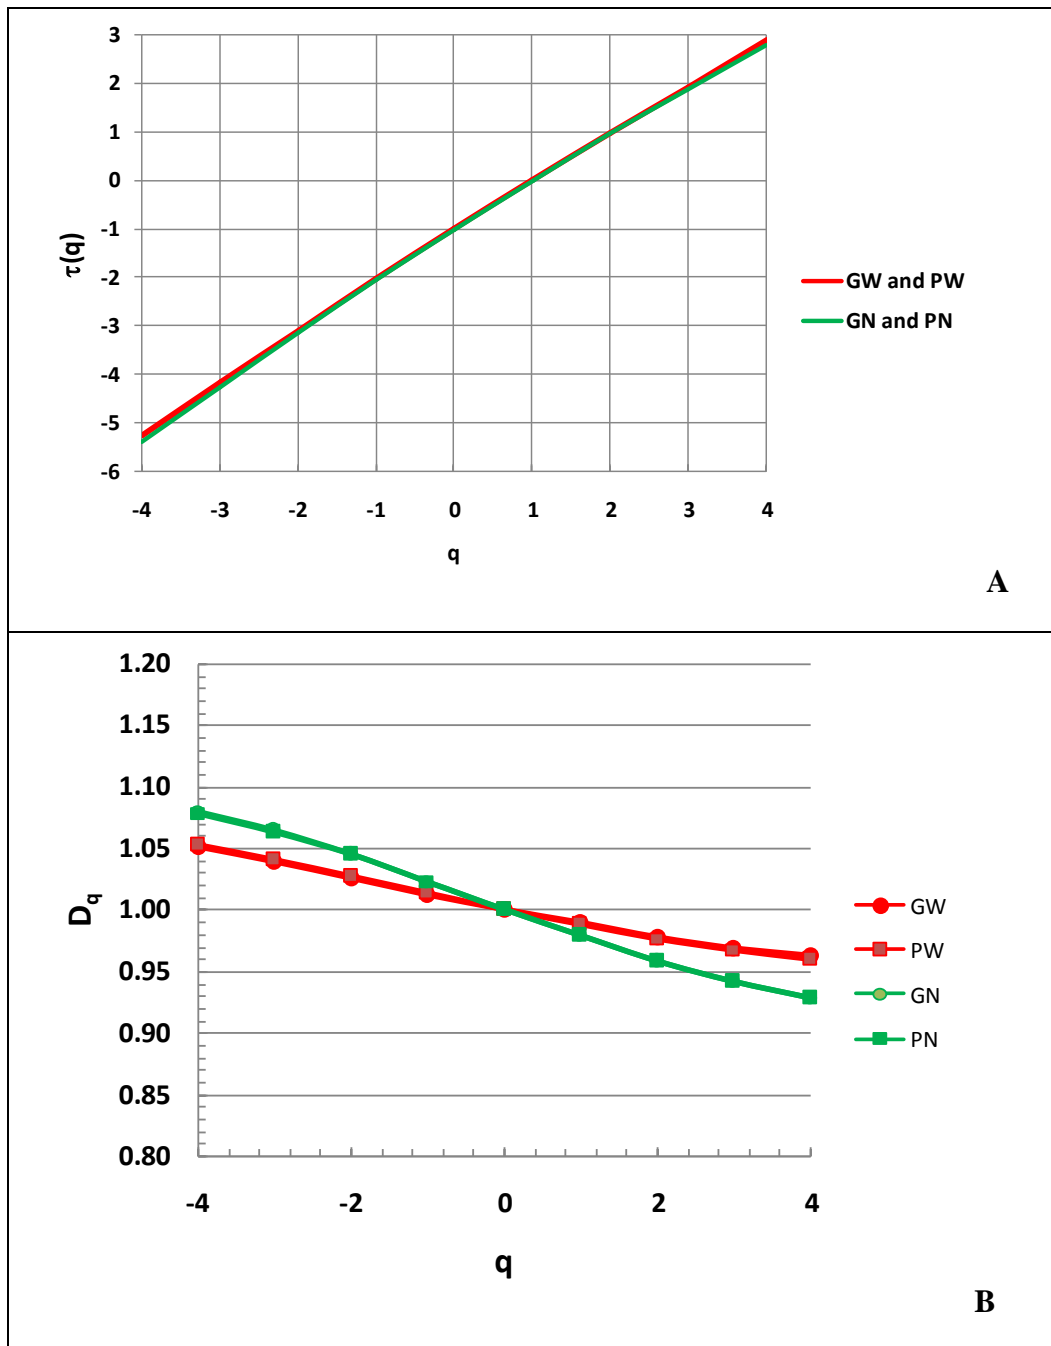 3
2
1
0
-1
-2
-3
-4
-5
-6
τ(q)
-4 -3 -2 -1 0 1 2 3 4
q
GW and PW
GN and PN
A
1.20
1.15
1.10
1.05
1.00
0.95
0.90
0.85
0.80
Dq
-4 -2 0 2 4
q
GW
PW
GN
PN
B